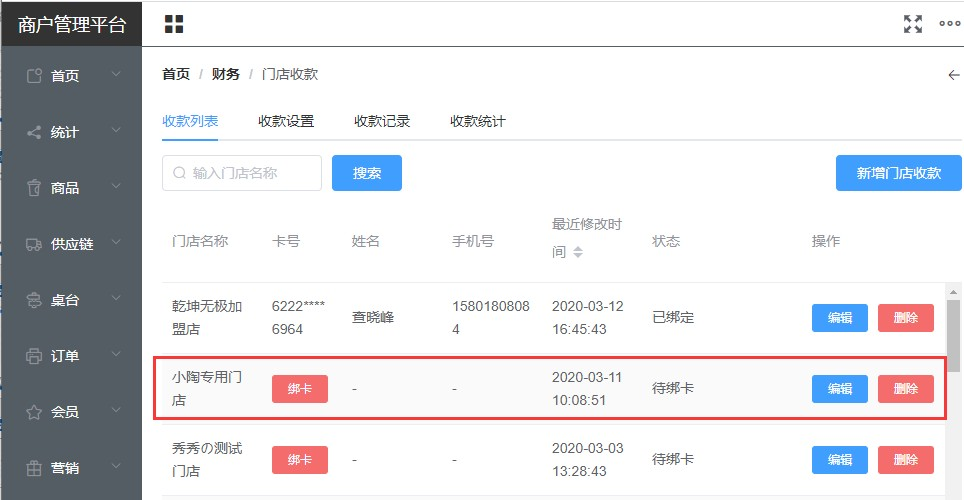 商户管理平台
首页
统计
商品
供应链
桌台
订单
会员
营销
首页 / 财务 / 门店收款
收款列表 收款设置 收款记录 收款统计
输入门店名称 搜索 新增门店收款
门店名称 卡号 姓名 手机号 最近修改时 状态 操作
间
乾坤无极加 6222**** 查晓峰 1580180808 2020-03-12 已绑定 编辑 删除
盟店 6964 4 16:45:43
小陶专用门 绑卡 - - 2020-03-11 待绑卡 编辑 删除
店 10:08:51
秀秀の测试 绑卡 - - 2020-03-03 待绑卡 编辑 删除
门店 13:28:43